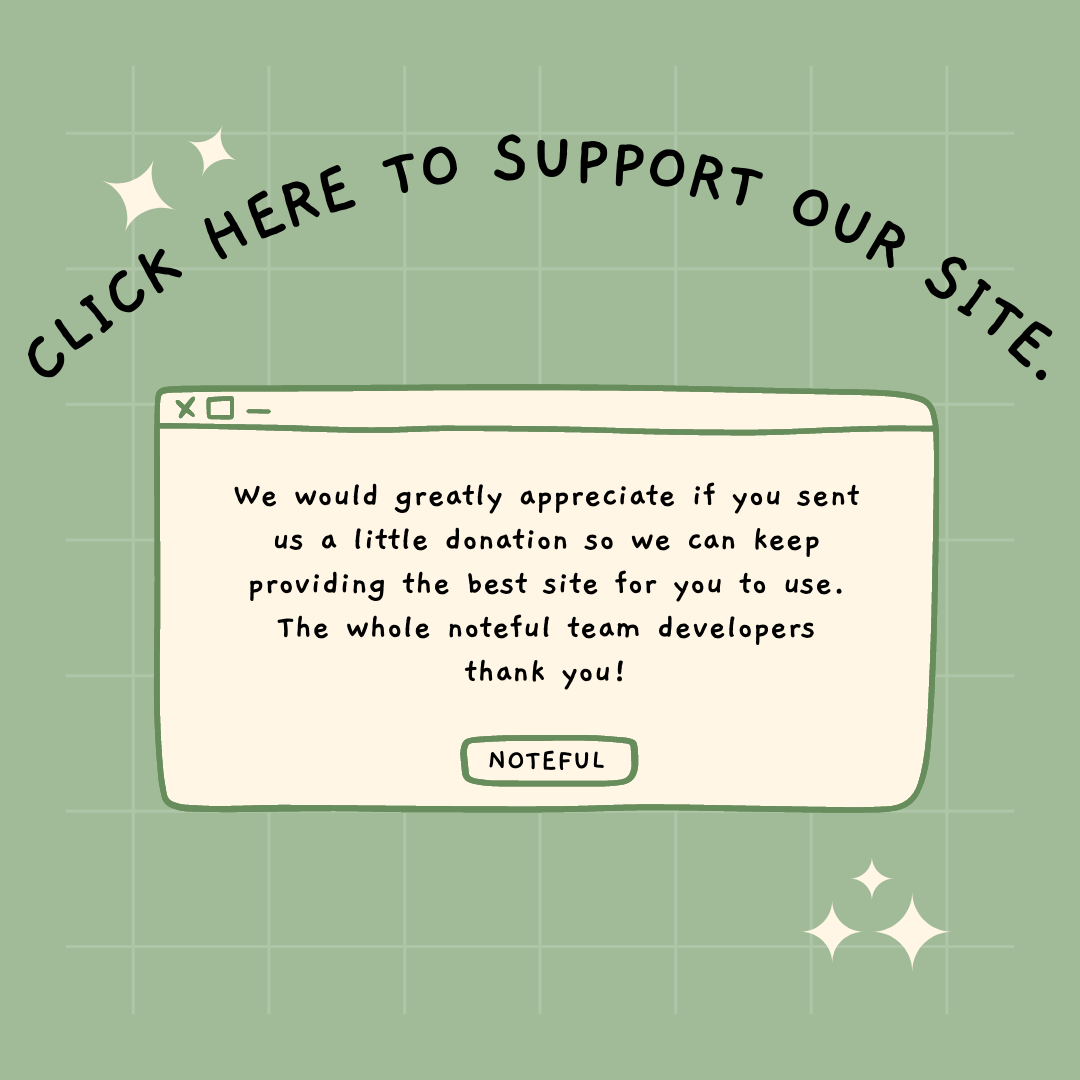 CLICK HERE TO SUPPORT OUR SITE.
We would greatly appreciate if you sent
us a little donation so we can keep
providing the best site for you to use.
The whole noteful team developers
thank you!
NOTEFUL